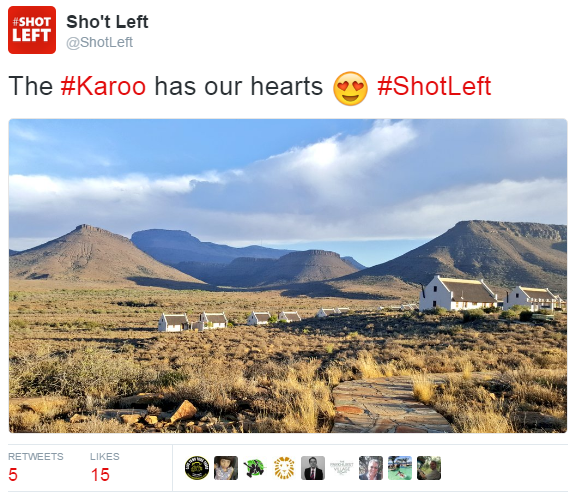 #SHOT
LEFT
Sho't Left
@ShotLeft
The #Karoo has our hearts 😍 #ShotLeft
RETWEETS LIKES
5 15